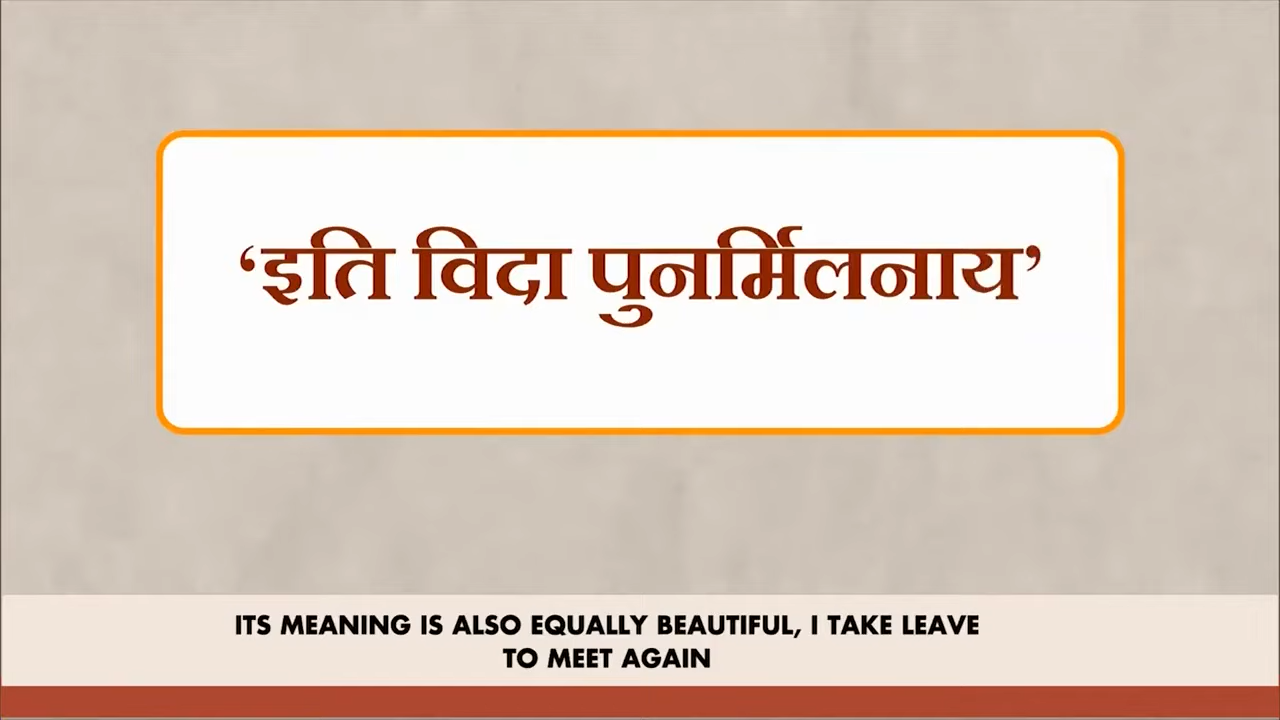 ‘इति विदा पुनर्मिलनाय’
ITS MEANING IS ALSO EQUALLY BEAUTIFUL, I TAKE LEAVE
TO MEET AGAIN